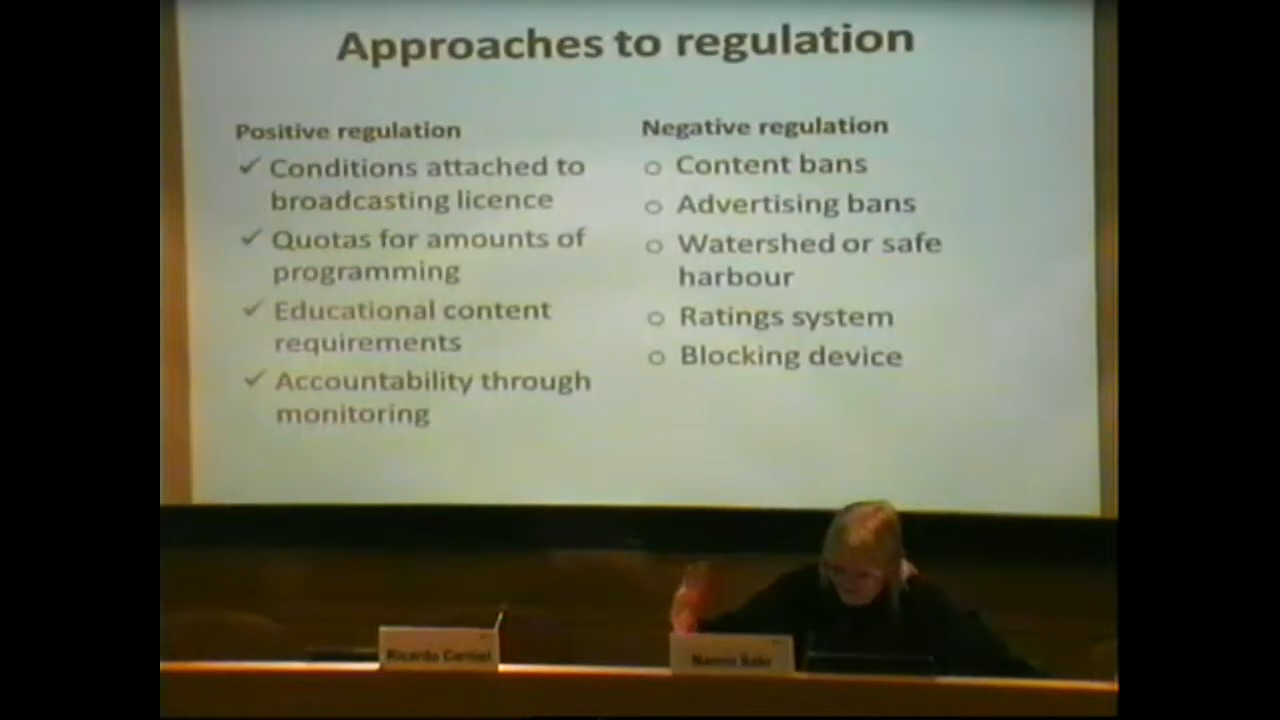 Approaches to regulation
Positive regulation
✓ Conditions attached to
broadcasting licence
✓ Quotas for amounts of
programming
✓ Educational content
requirements
✓ Accountability through
monitoring
Negative regulation
o Content bans
o Advertising bans
o Watershed or safe
harbour
o Ratings system
o Blocking device
Ricardo